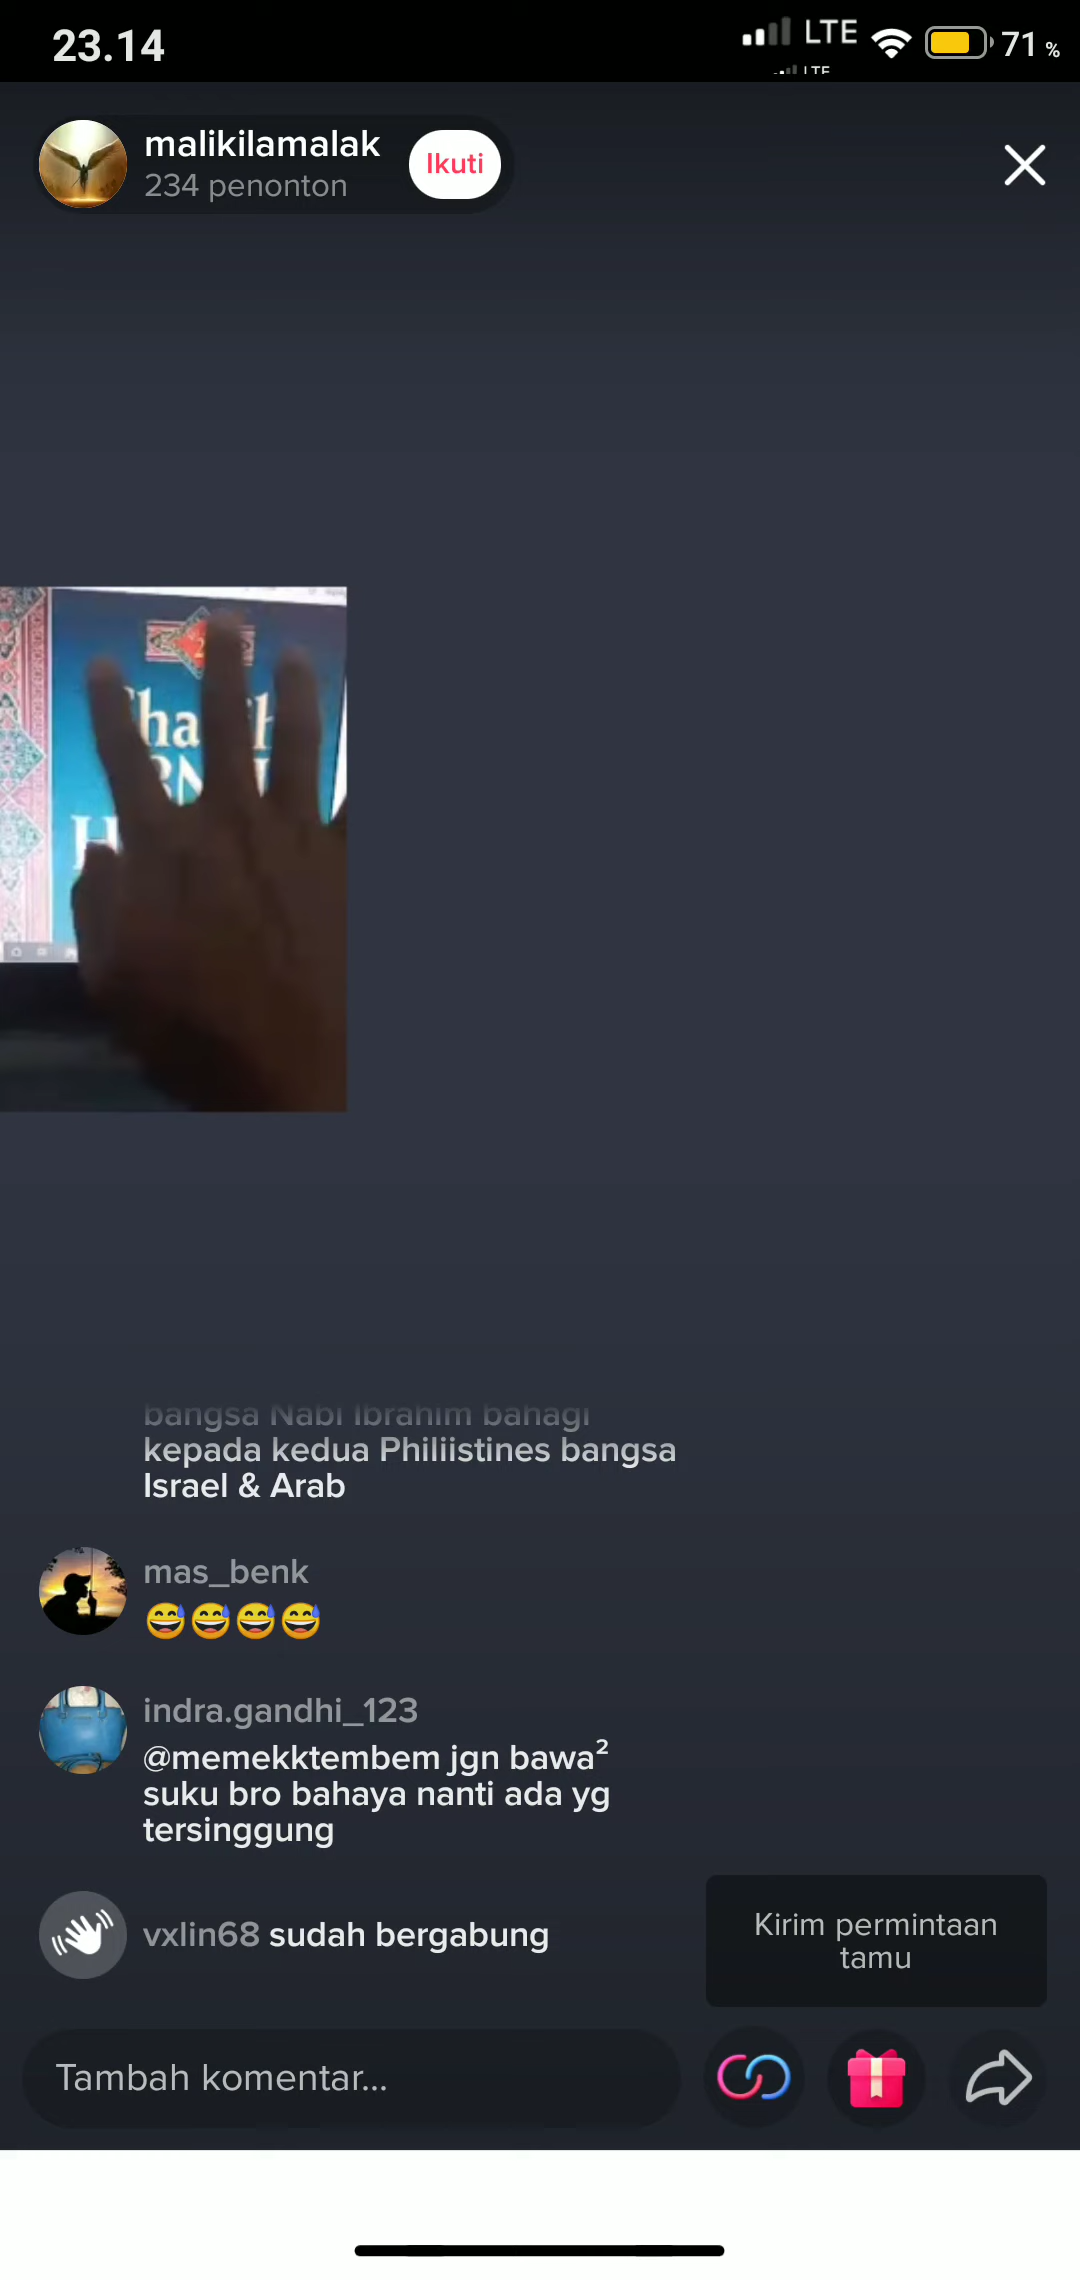 23.14
LTE
LTE
71 %
malikilamalak
234 penonton
Ikuti
2
bangsa Nabi Ibrahim bahagi
kepada kedua Philiistines bangsa
Israel & Arab
mas_benk
😅😅😅😅
indra.gandhi_123
@memekktembem jgn bawa²
suku bro bahaya nanti ada yg
tersinggung
vxlin68 sudah bergabung
Kirim permintaan
tamu
Tambah komentar...